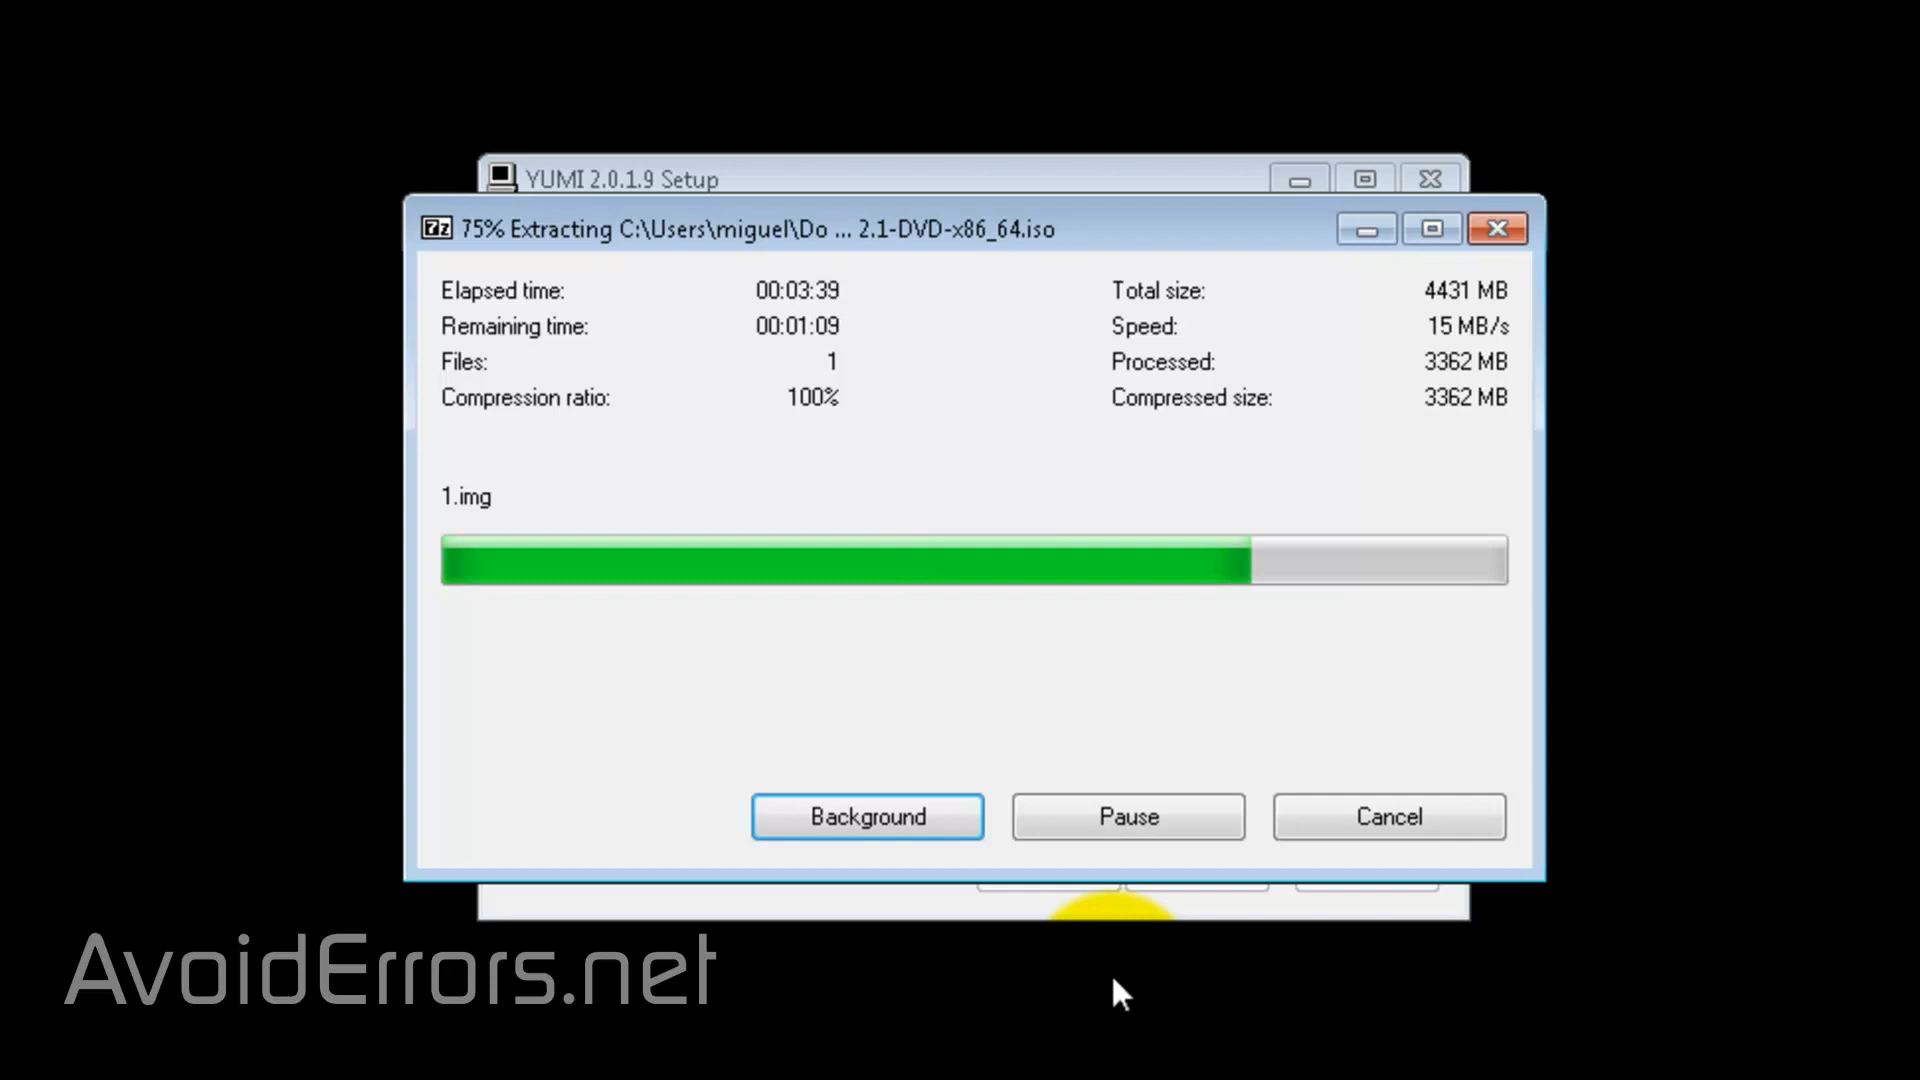 YUMI 2.0.1.9 Setup
7z 75% Extracting C:\Users\miguel\Do ... 2.1-DVD-x86_64.iso
Elapsed time: 00:03:39 Total size: 4431 MB
Remaining time: 00:01:09 Speed: 15 MB/s
Files: 1 Processed: 3362 MB
Compression ratio: 100% Compressed size: 3362 MB
1.img
Background Pause Cancel
AvoidErrors.net